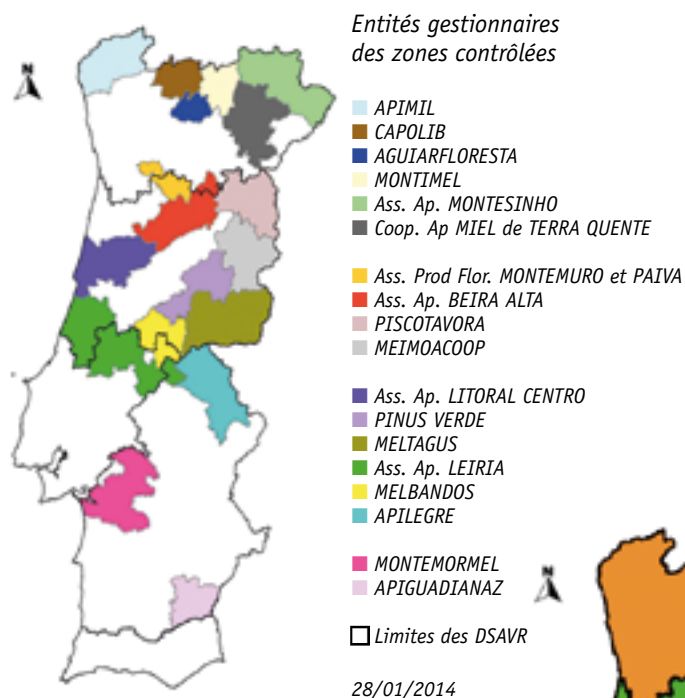 Entités gestionnaires
des zones contrôlées
N
APIMIL
CAPOLIB
AGUIARFLORESTA
MONTIMEL
Ass. Ap. MONTESINHO
Coop. Ap MIEL de TERRA QUENTE
Ass. Prod Flor. MONTEMURO et PAIVA
Ass. Ap. BEIRA ALTA
PISCOTAVORA
MEIMOACOOP
Ass. Ap. LITORAL CENTRO
PINUS VERDE
MELTAGUS
Ass. Ap. LEIRIA
MELBANDOS
APILEGRE
MONTEMORMEL
APIGUADIANAZ
N
Limites des DSAVR
28/01/2014